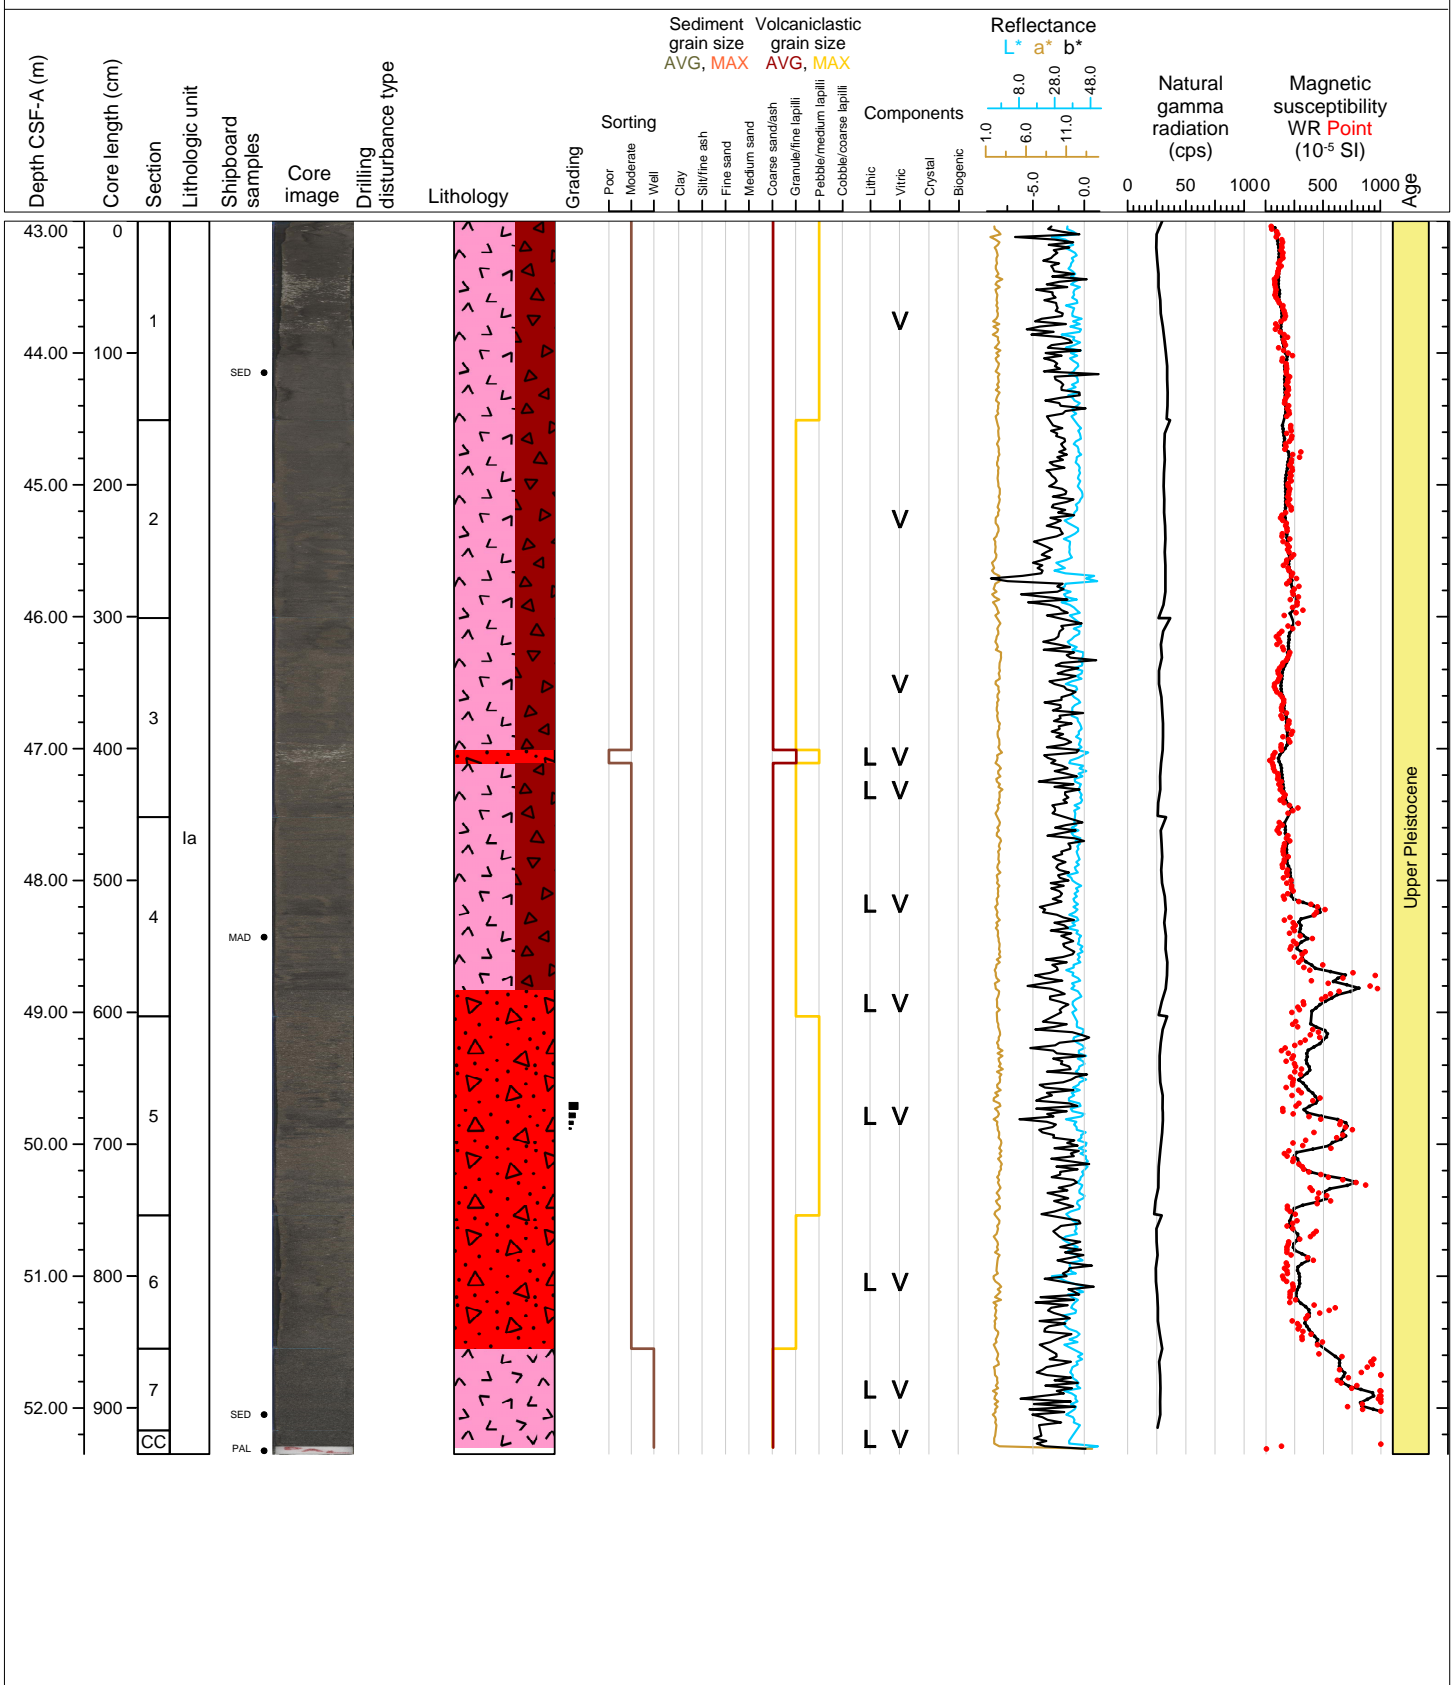 Depth CSF-A (m)
Core length (cm)
Section
Lithologic unit
Shipboard
samples
Core
image
Drilling
disturbance type
Lithology
Grading
Sorting
Poor
Moderate
Well
Sediment
grain size
AVG, MAX
Volcaniclastic
grain size
AVG, MAX
Clay
Silt/fine ash
Fine sand
Medium sand
Coarse sand/ash
Granule/fine lapilli
Pebble/medium lapilli
Cobble/coarse lapilli
Components
Lithic
Vitric
Crystal
Biogenic
Reflectance
L* a* b*
8.0 28.0 48.0
1.0 6.0 11.0
-5.0 0.0
Natural
gamma
radiation
(cps)
0 50 100
Magnetic
susceptibility
WR Point
(10⁻⁵ SI)
0 500 1000
Age
43.00 0
1 V
44.00 100
SED
45.00 200
2 V
46.00 300
V
3
47.00 400
L V
L V
Ia
48.00 500
L V
4
MAD
49.00 600
L V
5 L V
50.00 700
51.00 800
6 L V
7 L V
52.00 900
SED
CC L V
PAL
Upper Pleistocene